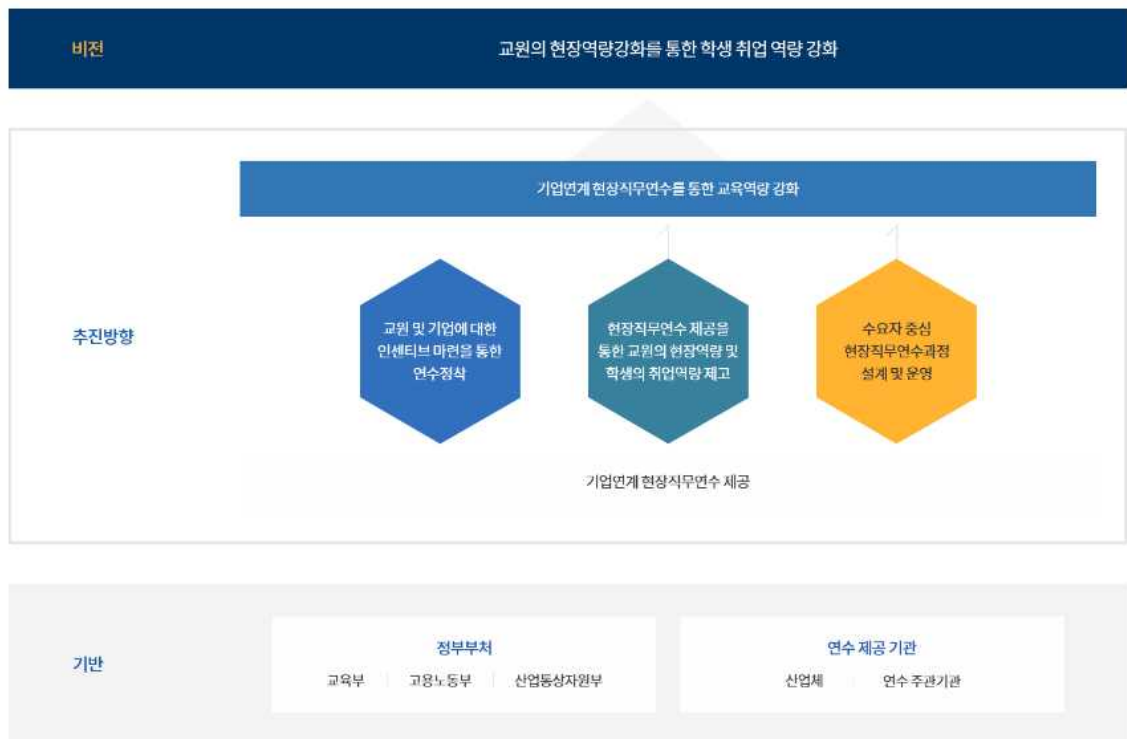 비전
교원의 현장역량강화를 통한 학생 취업 역량 강화
기업연계 현장직무연수를 통한 교육역량 강화
추진방향
교원 및 기업에 대한
인센티브 마련을 통한
연수정착
현장직무연수 제공을
통한 교원의 현장역량 및
학생의 취업역량 제고
수요자 중심
현장직무연수과정
설계 및 운영
기업연계 현장직무연수 제공
기반
정부부처
교육부 고용노동부 산업통상자원부
연수 제공 기관
산업체 연수 주관기관